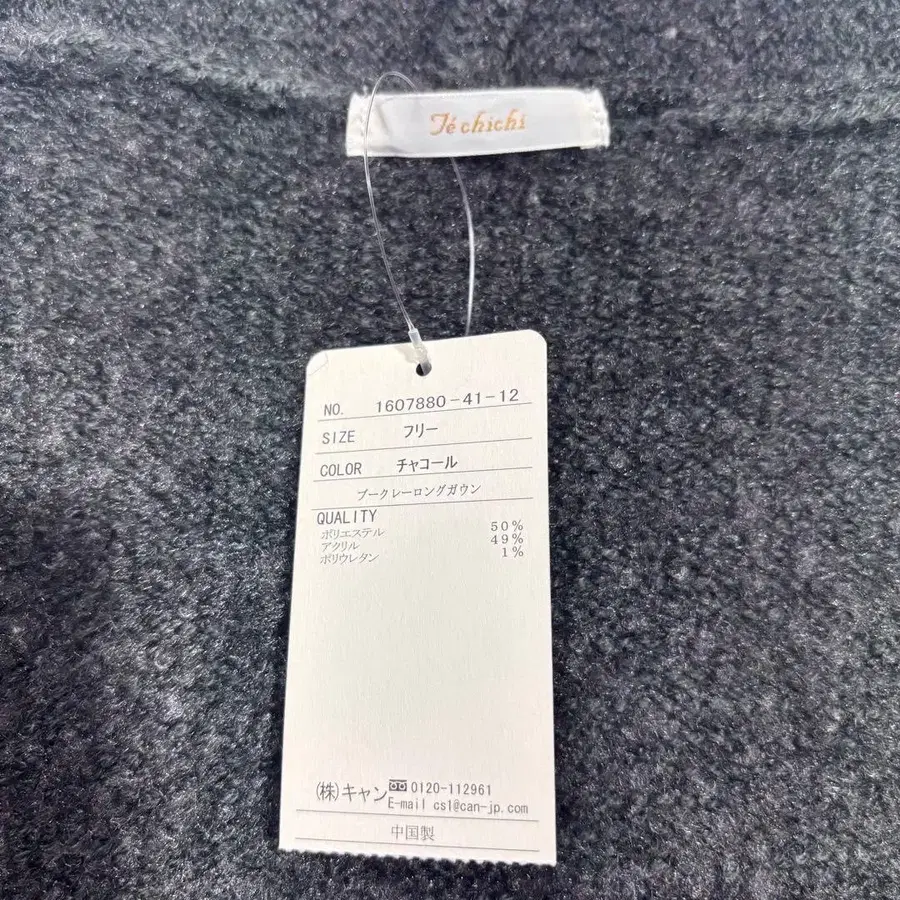 Té chichi
NO. 1607880-41-12
SIZE フリー
COLOR チャコール
ブークレーロングガウン
QUALITY
ポリエステル 50%
アクリル 49%
ポリウレタン 1%
(株)キャン 0120-112961
E-mail cs1@can-jp.com
中国製